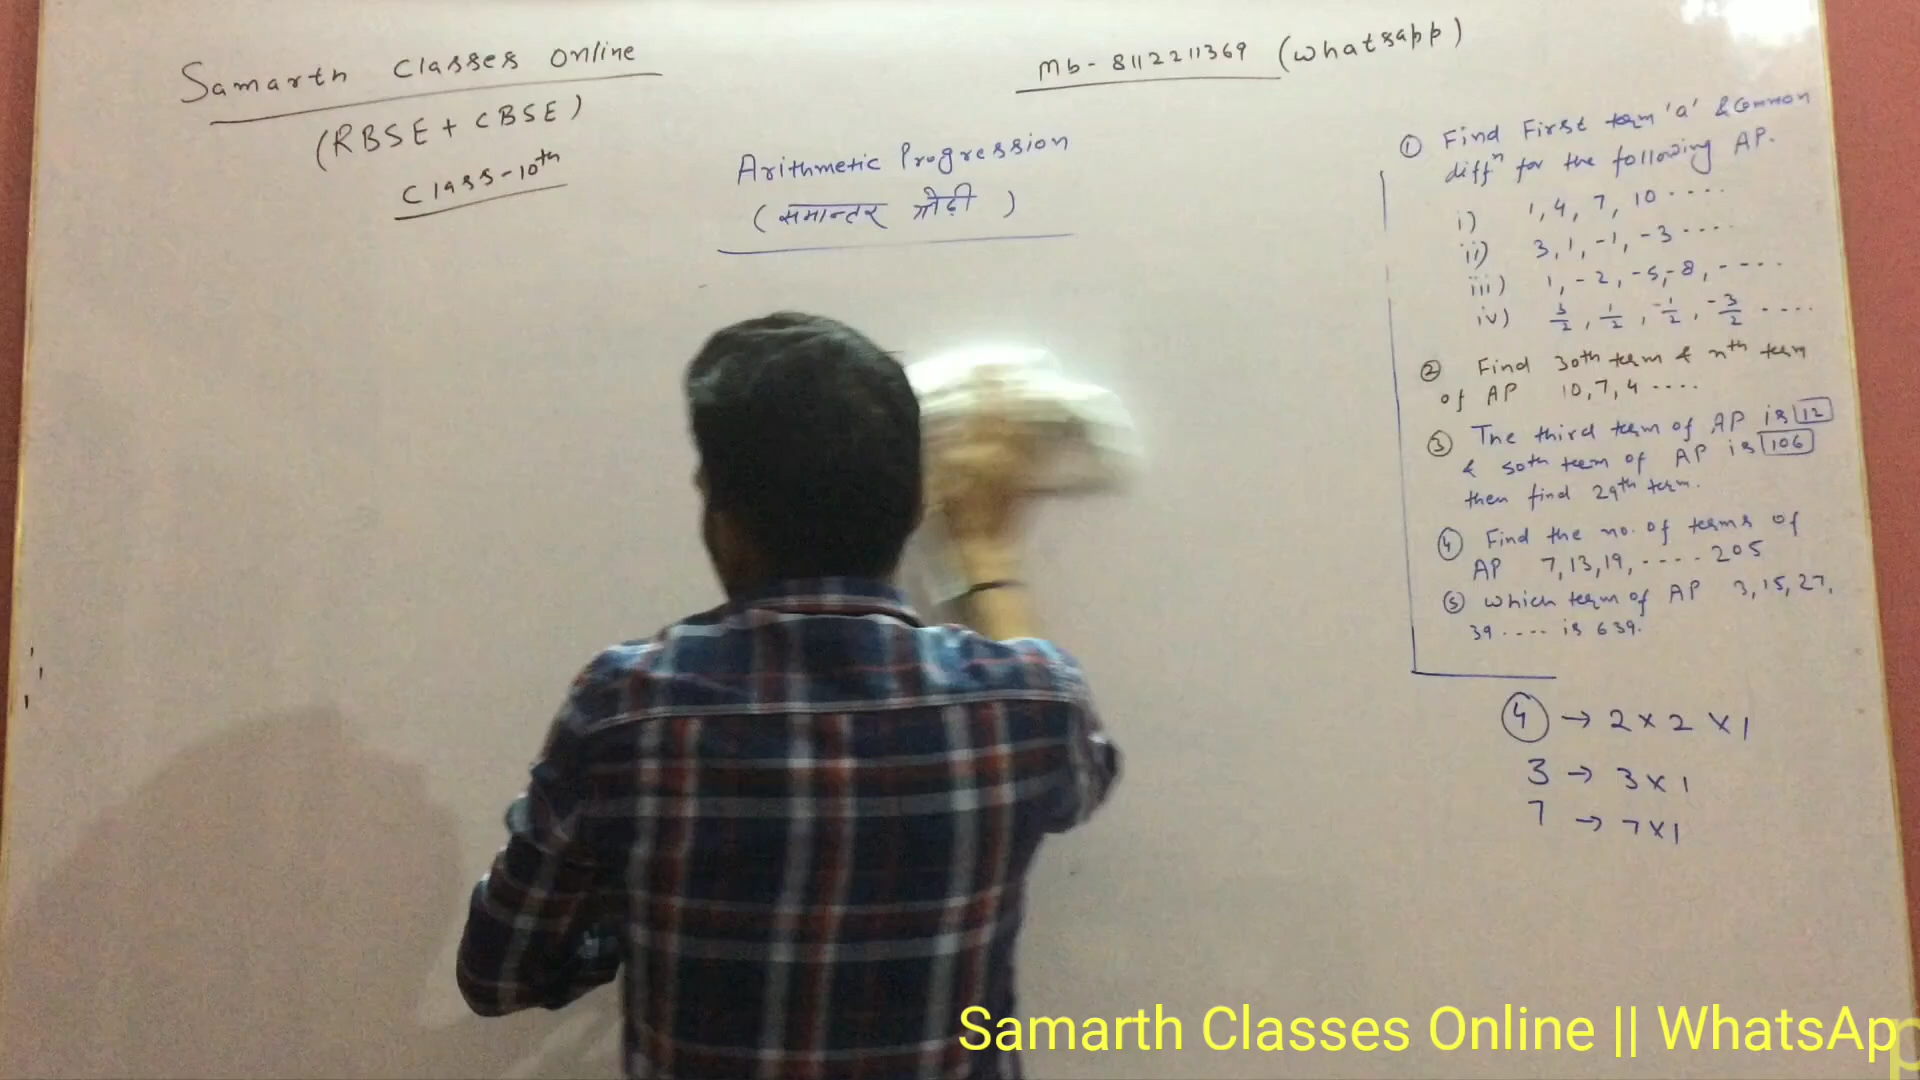 Samarth Classes Online
(RBSE + CBSE)
Class-10th
Mb- 8112211369 (whatsapp)
Arithmetic Progression
(समान्तर श्रेढ़ी)
① Find First term 'a' & Common
diffⁿ for the following AP.
i) 1, 4, 7, 10 ....
ii) 3, 1, -1, -3 ....
iii) 1, -2, -5, -8, ----
iv) 3/2, 1/2, -1/2, -3/2 ....
② Find 30th term & nth term
of AP 10, 7, 4 ....
③ The third term of AP is 12
& 50th term of AP is 106
then find 29th term.
④ Find the no. of terms of
AP 7, 13, 19, ----- 205
⑤ which term of AP 3, 15, 27,
39 .... is 639.
④ → 2 × 2 × 1
3 → 3 × 1
7 → 7 × 1
Samarth Classes Online || WhatsApp